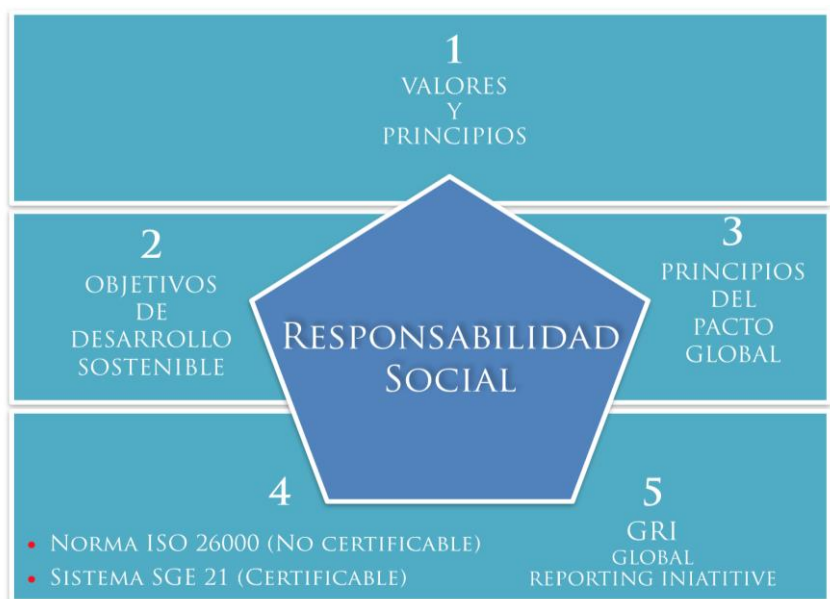 1
VALORES
Y
PRINCIPIOS
2
OBJETIVOS
DE
DESARROLLO
SOSTENIBLE
RESPONSABILIDAD
SOCIAL
3
PRINCIPIOS
DEL
PACTO
GLOBAL
4
• NORMA ISO 26000 (NO CERTIFICABLE)
• SISTEMA SGE 21 (CERTIFICABLE)
5
GRI
GLOBAL
REPORTING INIATITIVE